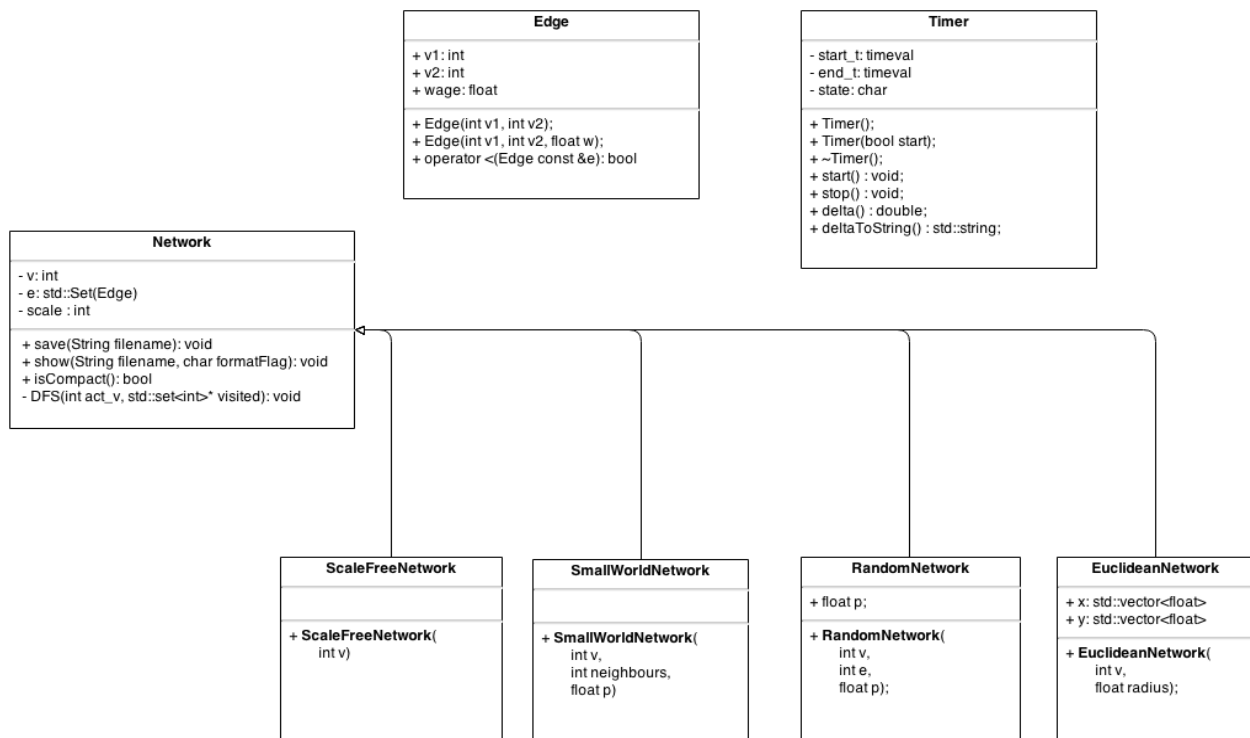 Edge
+ v1: int
+ v2: int
+ wage: float
+ Edge(int v1, int v2);
+ Edge(int v1, int v2, float w);
+ operator <(Edge const &e): bool
Timer
- start_t: timeval
- end_t: timeval
- state: char
+ Timer();
+ Timer(bool start);
+ ~Timer();
+ start() : void;
+ stop() : void;
+ delta() : double;
+ deltaToString() : std::string;
Network
- v: int
- e: std::Set(Edge)
- scale : int
+ save(String filename): void
+ show(String filename, char formatFlag): void
+ isCompact(): bool
- DFS(int act_v, std::set<int>* visited): void
ScaleFreeNetwork
+ ScaleFreeNetwork(
int v)
SmallWorldNetwork
+ SmallWorldNetwork(
int v,
int neighbours,
float p)
RandomNetwork
+ float p;
+ RandomNetwork(
int v,
int e,
float p);
EuclideanNetwork
+ x: std::vector<float>
+ y: std::vector<float>
+ EuclideanNetwork(
int v,
float radius);